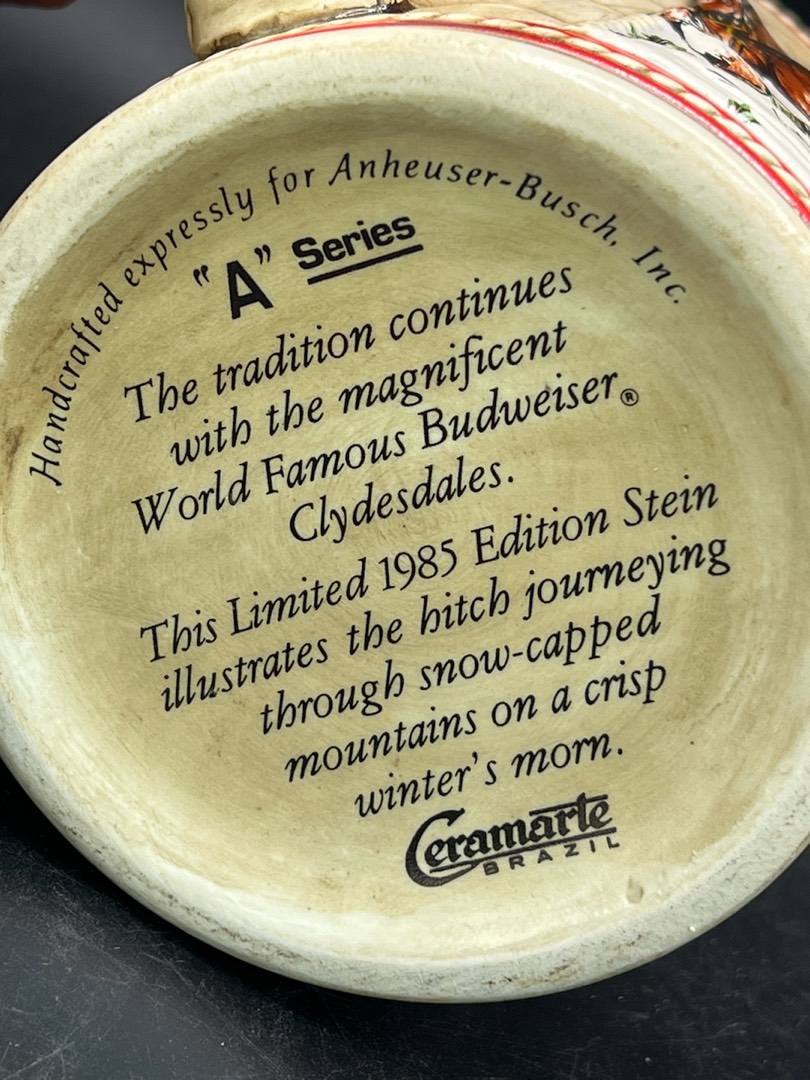 Handcrafted expressly for Anheuser-Busch, Inc.
"A" Series
The tradition continues
with the magnificent
World Famous Budweiser®
Clydesdales.
This Limited 1985 Edition Stein
illustrates the hitch journeying
through snow-capped
mountains on a crisp
winter's morn.
Ceramarte
BRAZIL